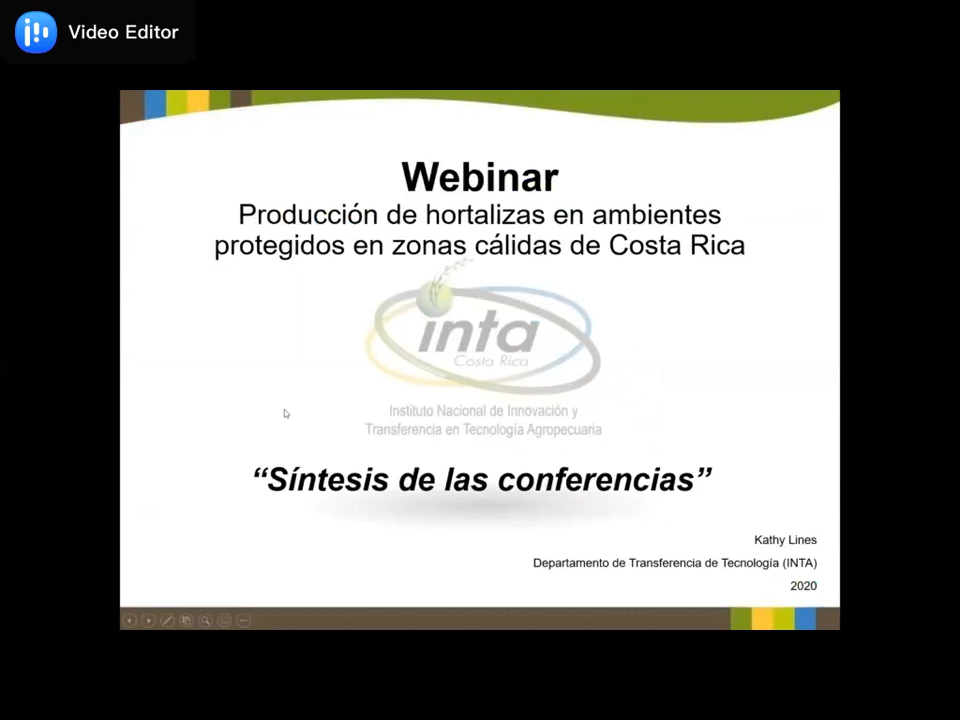 Video Editor
Webinar
Producción de hortalizas en ambientes
protegidos en zonas cálidas de Costa Rica
inta
Costa Rica
Instituto Nacional de Innovación y
Transferencia en Tecnología Agropecuaria
“Síntesis de las conferencias”
Kathy Lines
Departamento de Transferencia de Tecnología (INTA)
2020